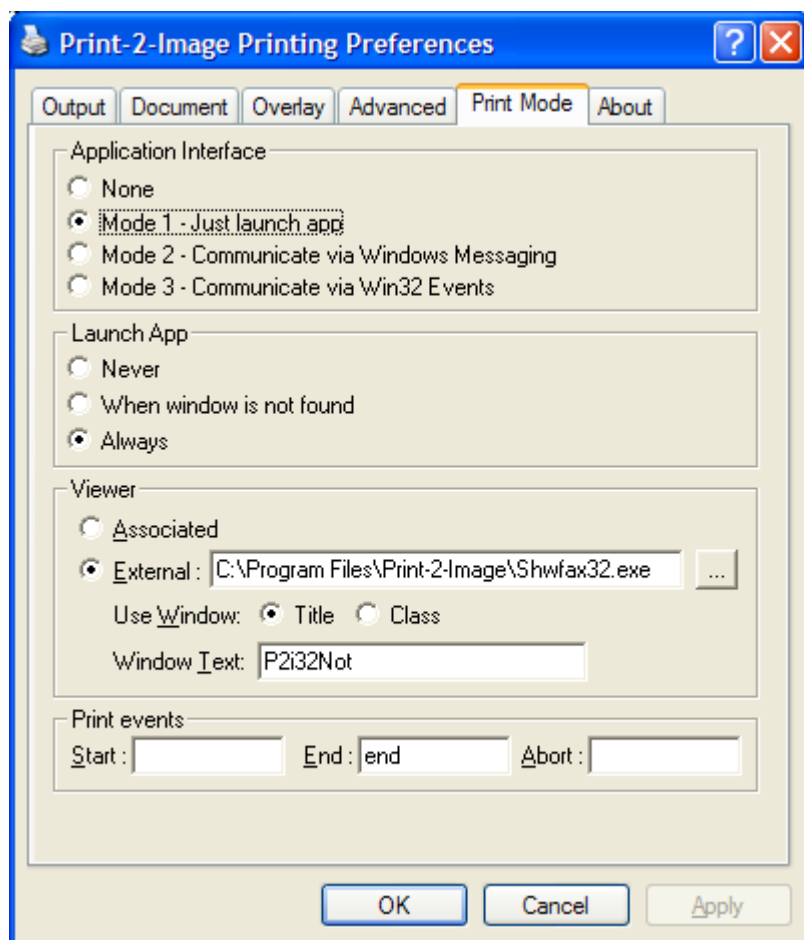 Print-2-Image Printing Preferences
Output Document Overlay Advanced Print Mode About
Application Interface
None
Mode 1 - Just launch app
Mode 2 - Communicate via Windows Messaging
Mode 3 - Communicate via Win32 Events
Launch App
Never
When window is not found
Always
Viewer
Associated
External : C:\Program Files\Print-2-Image\Shwfax32.exe ...
Use Window: Title Class
Window Text: P2i32Not
Print events
Start : End : end Abort :
OK Cancel Apply